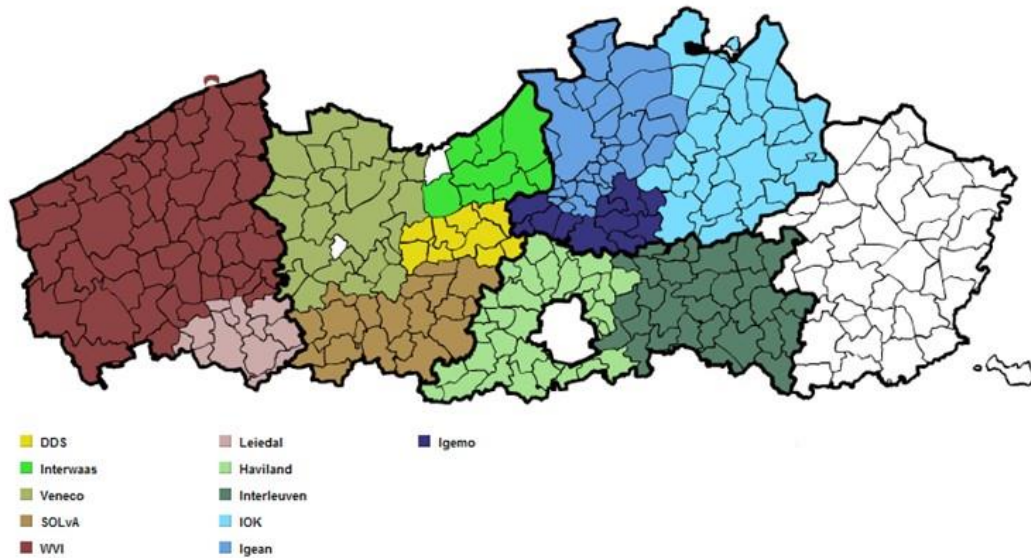 DDS
Interwaas
Veneco
SOLvA
WVI
Leiedal
Haviland
Interleuven
IOK
Igean
Igemo